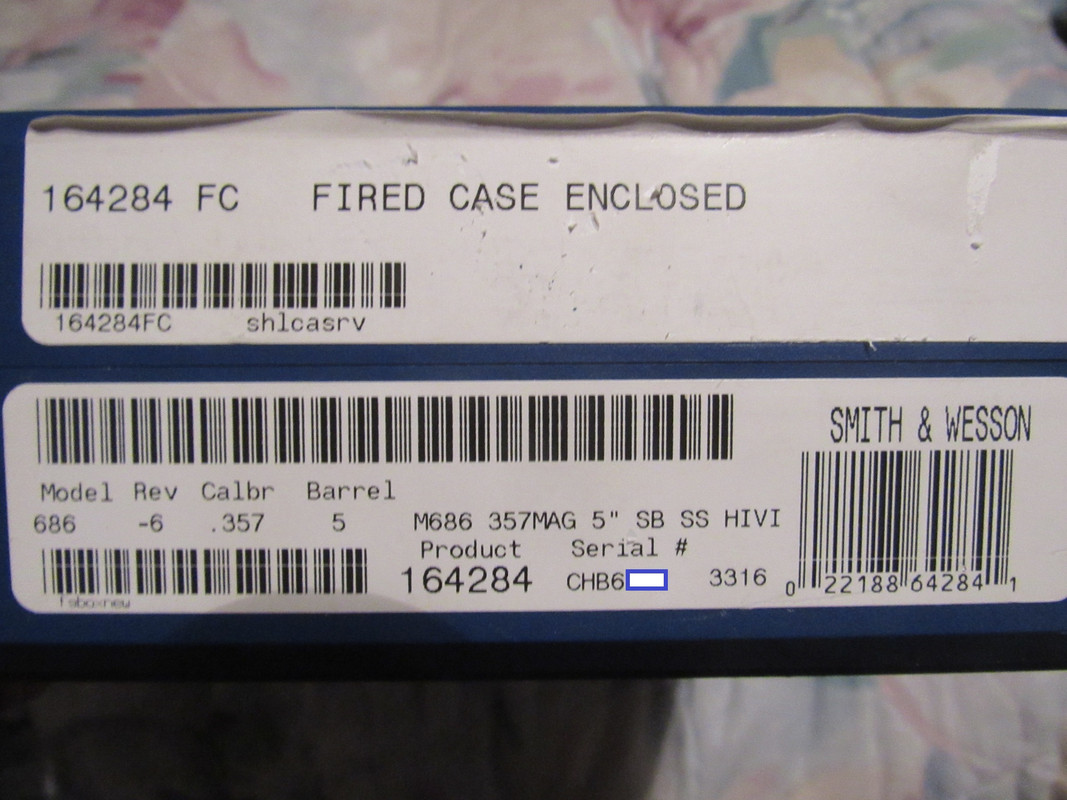 164284 FC FIRED CASE ENCLOSED
164284FC shlcasrv
SMITH & WESSON
Model Rev Calbr Barrel
686 -6 .357 5 M686 357MAG 5" SB SS HIVI
Product Serial #
164284 CHB6 3316
0 22188 64284 1